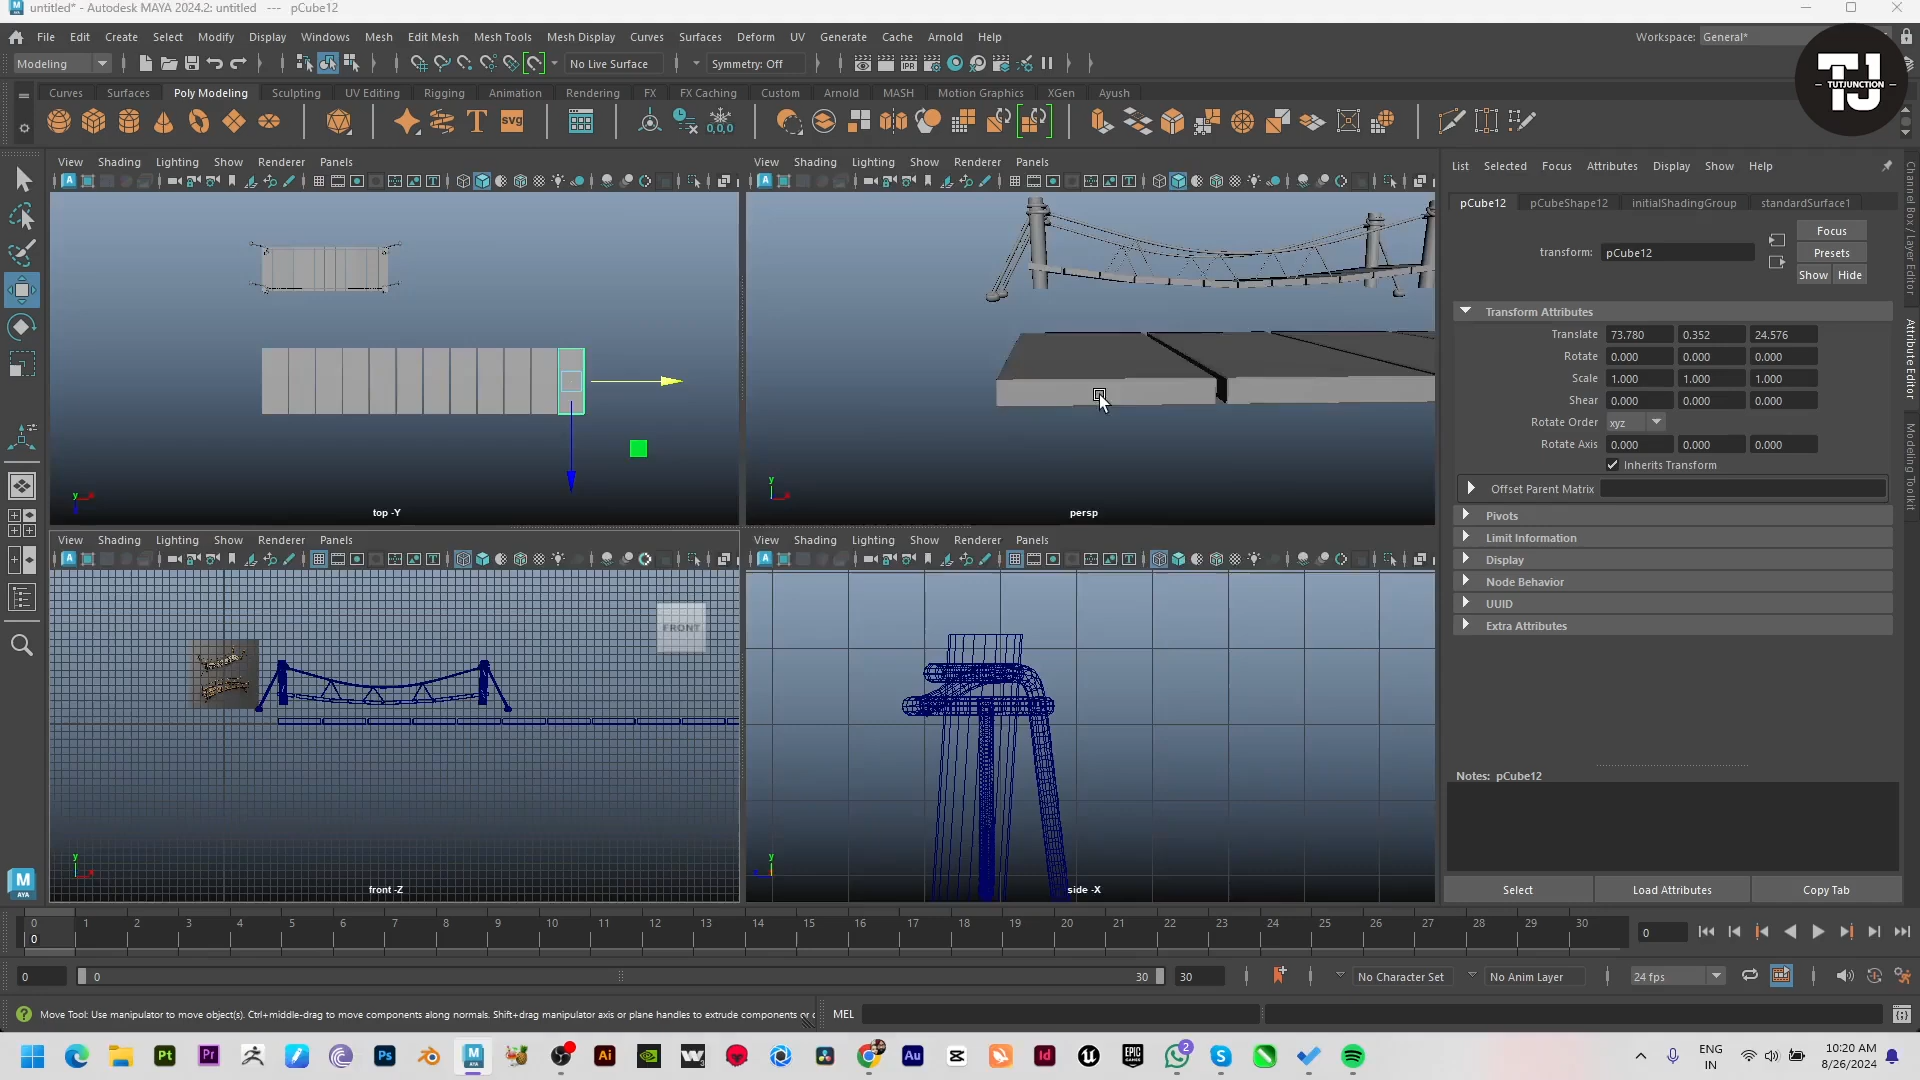 untitled* - Autodesk MAYA 2024.2: untitled --- pCube12
File Edit Create Select Modify Display Windows Mesh Edit Mesh Mesh Tools Mesh Display Curves Surfaces Deform UV Generate Cache Arnold Help
Workspace: General*
Modeling No Live Surface Symmetry: Off
TJ
- TUTJUNCTION -
Curves Surfaces Poly Modeling Sculpting UV Editing Rigging Animation Rendering FX FX Caching Custom Arnold MASH Motion Graphics XGen Ayush
View Shading Lighting Show Renderer Panels
View Shading Lighting Show Renderer Panels
List Selected Focus Attributes Display Show Help
pCube12 pCubeShape12 initialShadingGroup standardSurface1
Focus
transform: pCube12
Presets
Show Hide
Transform Attributes
Translate 73.780 0.352 24.576
Rotate 0.000 0.000 0.000
Scale 1.000 1.000 1.000
Shear 0.000 0.000 0.000
Rotate Order xyz
Rotate Axis 0.000 0.000 0.000
Inherits Transform
Offset Parent Matrix
Pivots
Limit Information
Display
Node Behavior
UUID
Extra Attributes
Channel Box / Layer Editor
Attribute Editor
Modeling Toolkit
top -Y
persp
View Shading Lighting Show Renderer Panels
View Shading Lighting Show Renderer Panels
FRONT
front -Z
side -X
Notes: pCube12
Select Load Attributes Copy Tab
0 1 2 3 4 5 6 7 8 9 10 11 12 13 14 15 16 17 18 19 20 21 22 23 24 25 26 27 28 29 30
0
0
0 0 30 30 No Character Set No Anim Layer 24 fps
Move Tool: Use manipulator to move object(s). Ctrl+middle-drag to move components along normals. Shift+drag manipulator axis or plane handles to extrude components or
MEL
ENG
IN
10:20 AM
8/26/2024